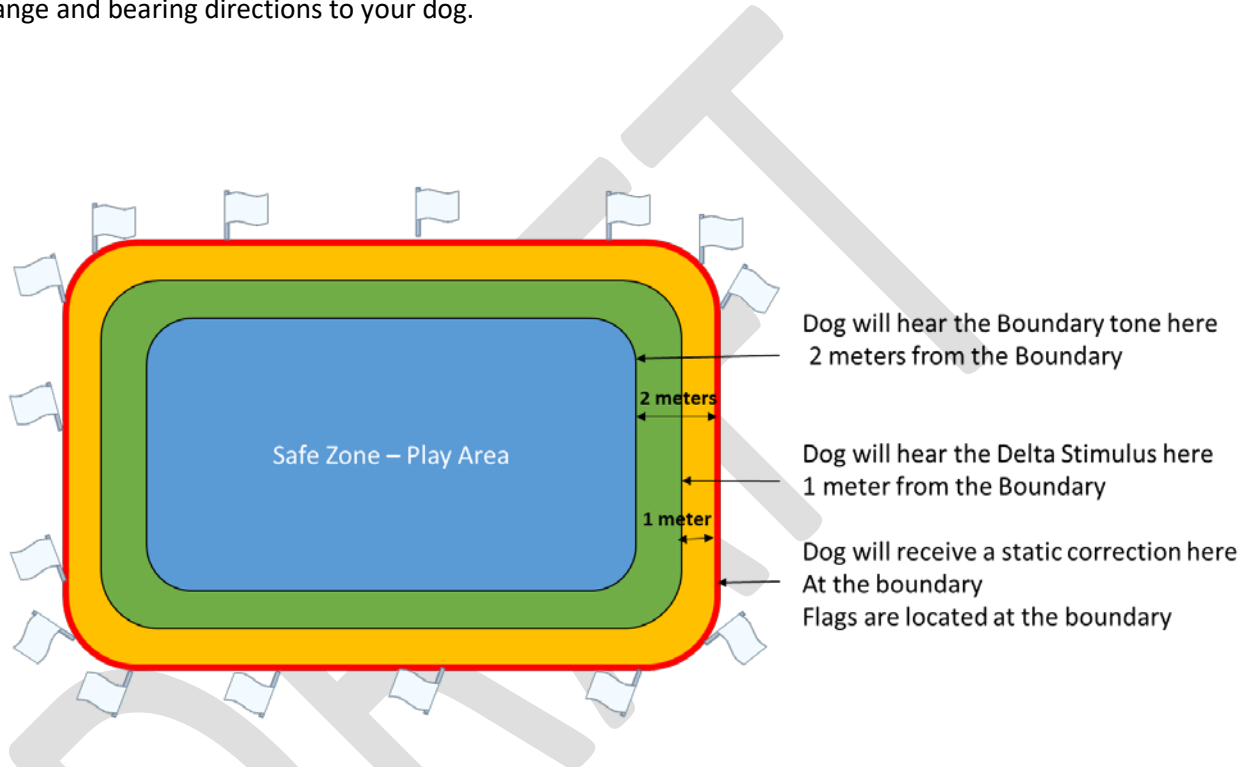 ange and bearing directions to your dog.
Dog will hear the Boundary tone here
2 meters from the Boundary
2 meters
Safe Zone – Play Area
Dog will hear the Delta Stimulus here
1 meter from the Boundary
1 meter
Dog will receive a static correction here
At the boundary
Flags are located at the boundary
DRAFT